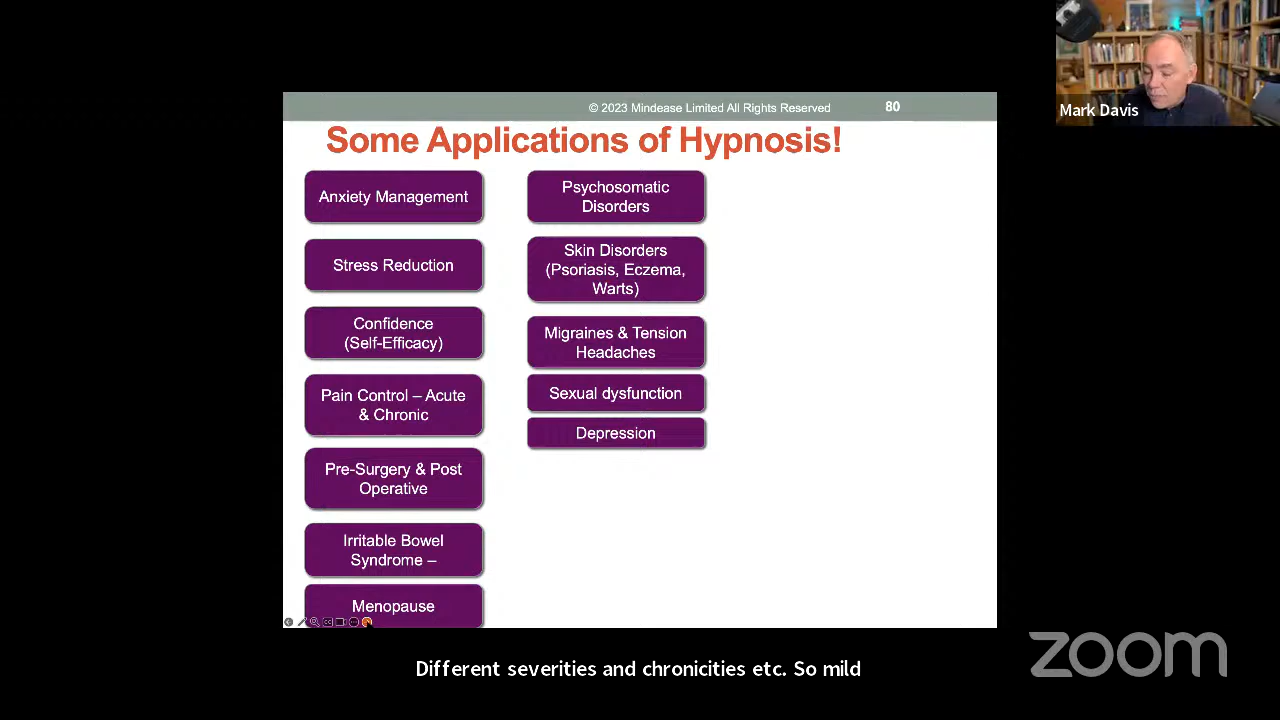 © 2023 Mindease Limited All Rights Reserved
80
Some Applications of Hypnosis!
Anxiety Management
Stress Reduction
Confidence
(Self-Efficacy)
Pain Control – Acute
& Chronic
Pre-Surgery & Post
Operative
Irritable Bowel
Syndrome –
Menopause
Psychosomatic
Disorders
Skin Disorders
(Psoriasis, Eczema,
Warts)
Migraines & Tension
Headaches
Sexual dysfunction
Depression
Mark Davis
Different severities and chronicities etc. So mild
zoom